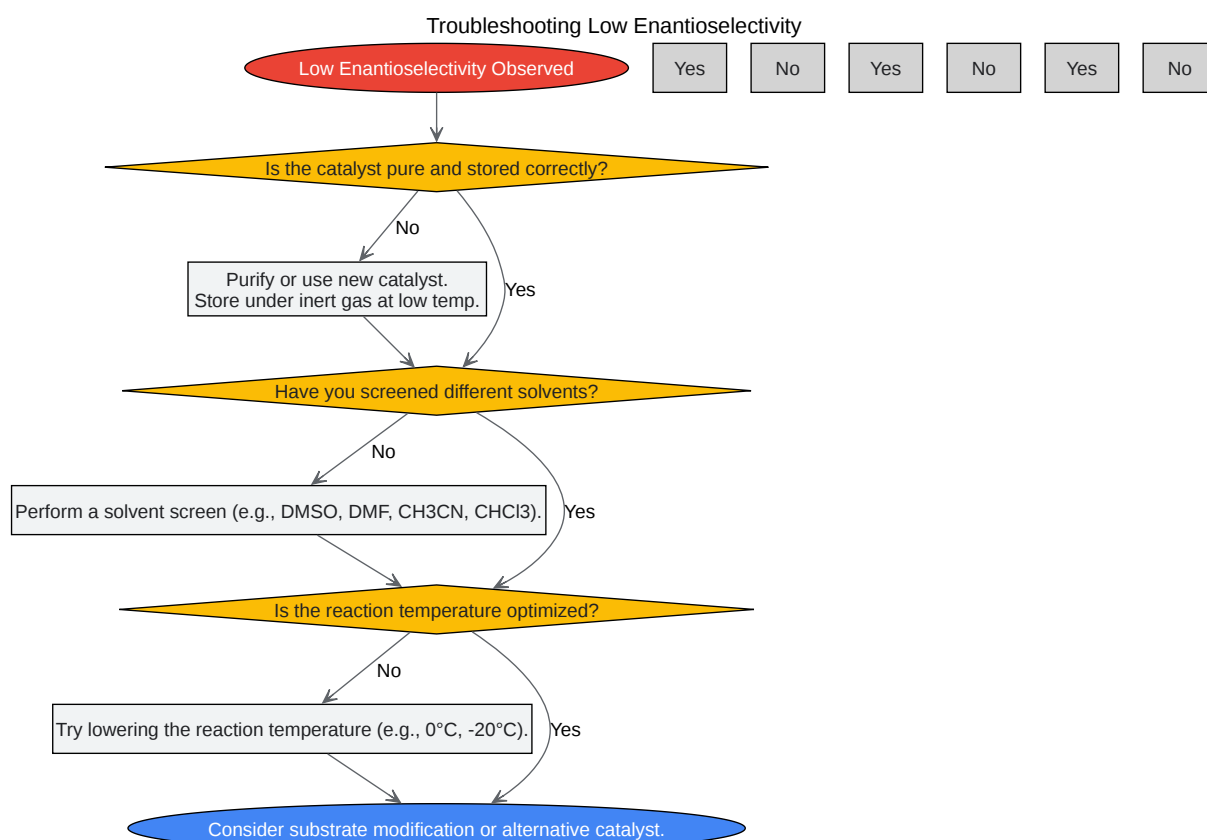 Troubleshooting Low Enantioselectivity
Low Enantioselectivity Observed
Yes
No
Yes
No
Yes
No
Is the catalyst pure and stored correctly?
No
Purify or use new catalyst.
Store under inert gas at low temp.
Yes
Have you screened different solvents?
No
Perform a solvent screen (e.g., DMSO, DMF, CH3CN, CHCl3).
Yes
Is the reaction temperature optimized?
No
Try lowering the reaction temperature (e.g., 0°C, -20°C).
Yes
Consider substrate modification or alternative catalyst.